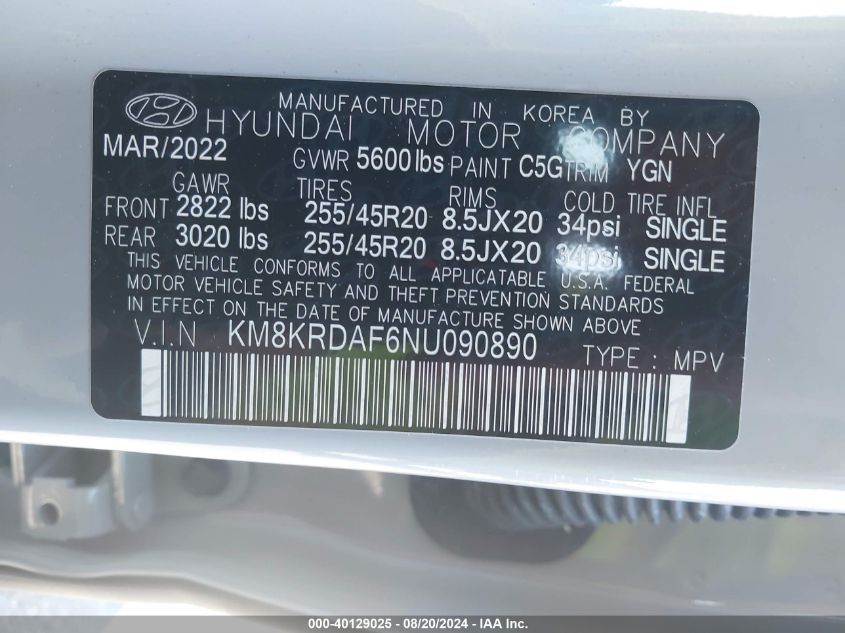 MANUFACTURED IN KOREA BY
HYUNDAI MOTOR COMPANY
MAR/2022 GVWR 5600 lbs PAINT C5G TRIM YGN
GAWR TIRES RIMS COLD TIRE INFL
FRONT 2822 lbs 255/45R20 8.5JX20 34psi SINGLE
REAR 3020 lbs 255/45R20 8.5JX20 34psi SINGLE
THIS VEHICLE CONFORMS TO ALL APPLICATABLE U.S.A. FEDERAL
MOTOR VEHICLE SAFETY AND THEFT PREVENTION STANDARDS
IN EFFECT ON THE DATE OF MANUFACTURE SHOWN ABOVE
V.I.N KM8KRDAF6NU090890 TYPE : MPV
000-40129025 - 08/20/2024 - IAA Inc.